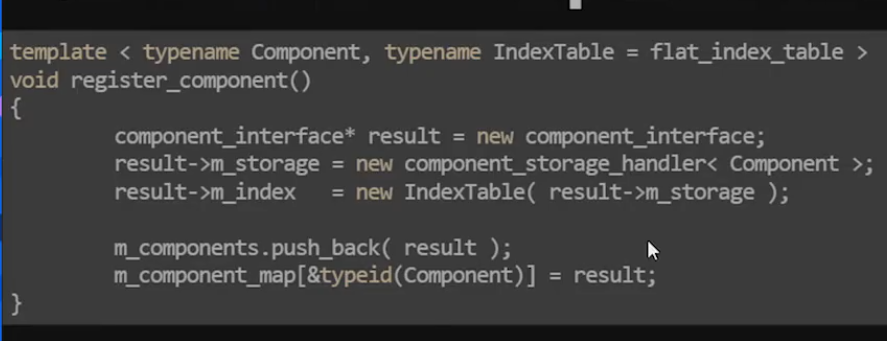 template < typename Component, typename IndexTable = flat_index_table >
void register_component()
{
        component_interface* result = new component_interface;
        result->m_storage = new component_storage_handler< Component >;
        result->m_index   = new IndexTable( result->m_storage );

        m_components.push_back( result );
        m_component_map[&typeid(Component)] = result;
}